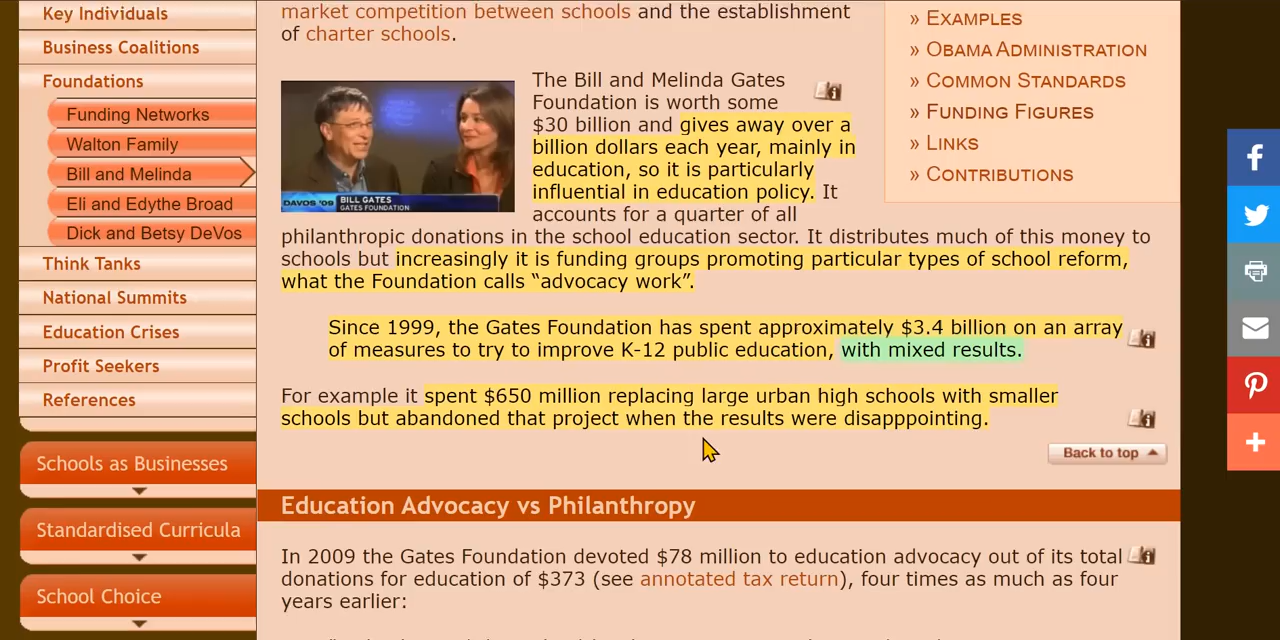 Key Individuals
Business Coalitions
Foundations
Funding Networks
Walton Family
Bill and Melinda
Eli and Edythe Broad
Dick and Betsy DeVos
Think Tanks
National Summits
Education Crises
Profit Seekers
References
Schools as Businesses
Standardised Curricula
School Choice
market competition between schools and the establishment
of charter schools.
DAVOS '09
BILL GATES
GATES FOUNDATION
The Bill and Melinda Gates
Foundation is worth some
$30 billion and gives away over a
billion dollars each year, mainly in
education, so it is particularly
influential in education policy. It
accounts for a quarter of all
philanthropic donations in the school education sector. It distributes much of this money to
schools but increasingly it is funding groups promoting particular types of school reform,
what the Foundation calls “advocacy work”.
Since 1999, the Gates Foundation has spent approximately $3.4 billion on an array
of measures to try to improve K-12 public education, with mixed results.
For example it spent $650 million replacing large urban high schools with smaller
schools but abandoned that project when the results were disapppointing.
Back to top
Education Advocacy vs Philanthropy
In 2009 the Gates Foundation devoted $78 million to education advocacy out of its total
donations for education of $373 (see annotated tax return), four times as much as four
years earlier:
» EXAMPLES
» OBAMA ADMINISTRATION
» COMMON STANDARDS
» FUNDING FIGURES
» LINKS
» CONTRIBUTIONS